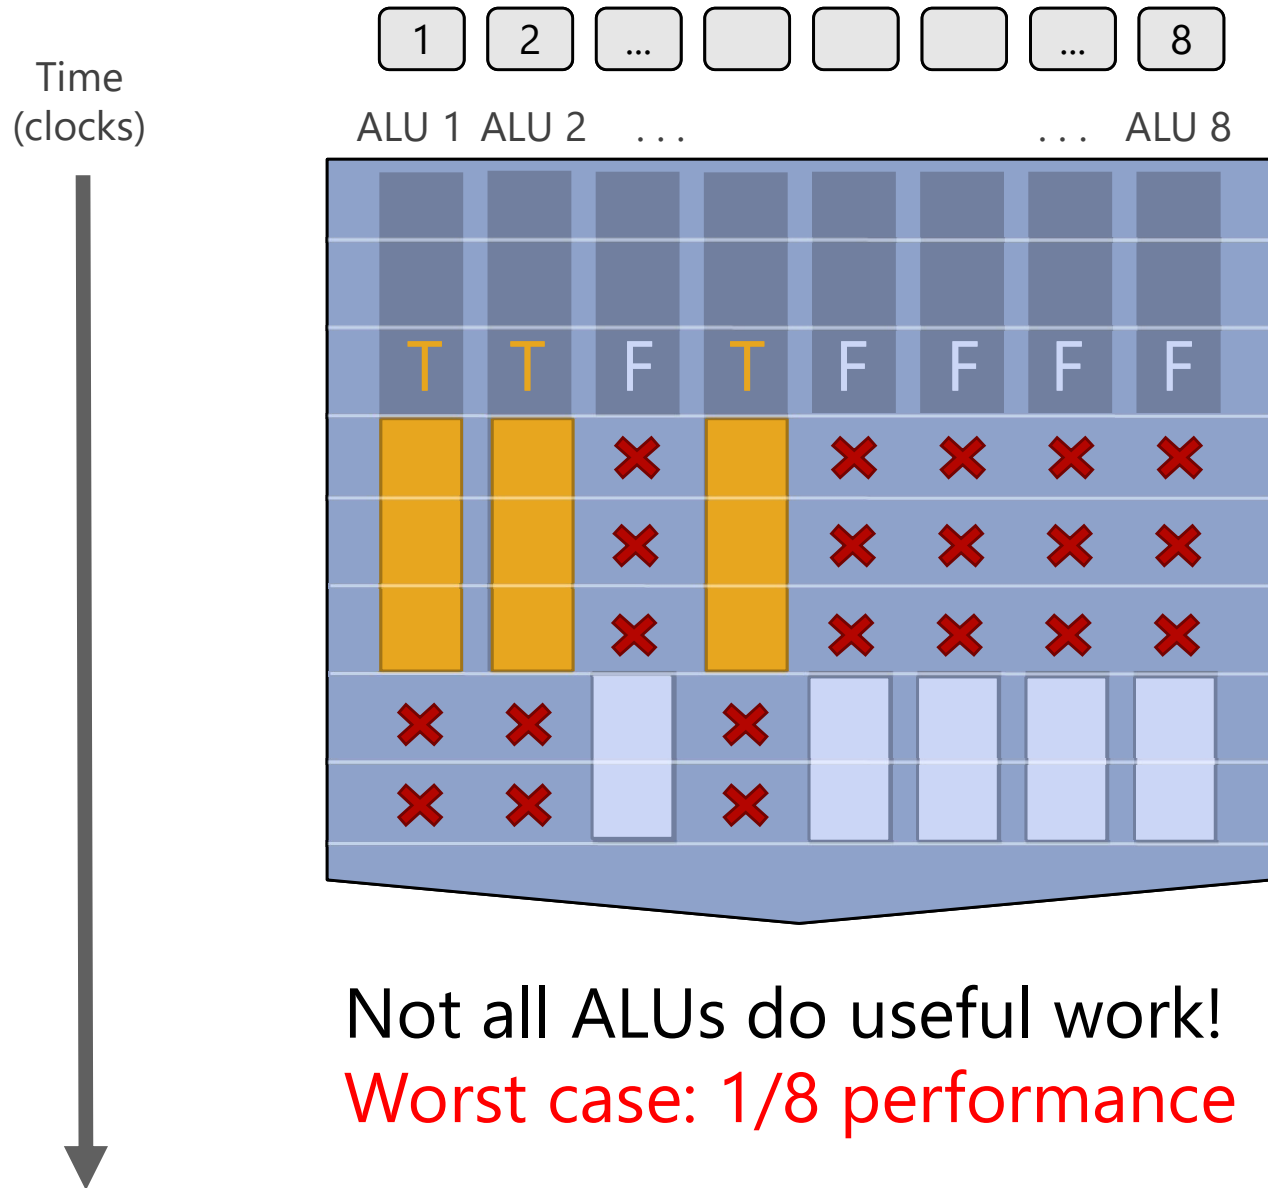 1 2 ... ... 8
Time
(clocks)
ALU 1 ALU 2 . . . . . . ALU 8
T T F T F F F F
Not all ALUs do useful work!
Worst case: 1/8 performance